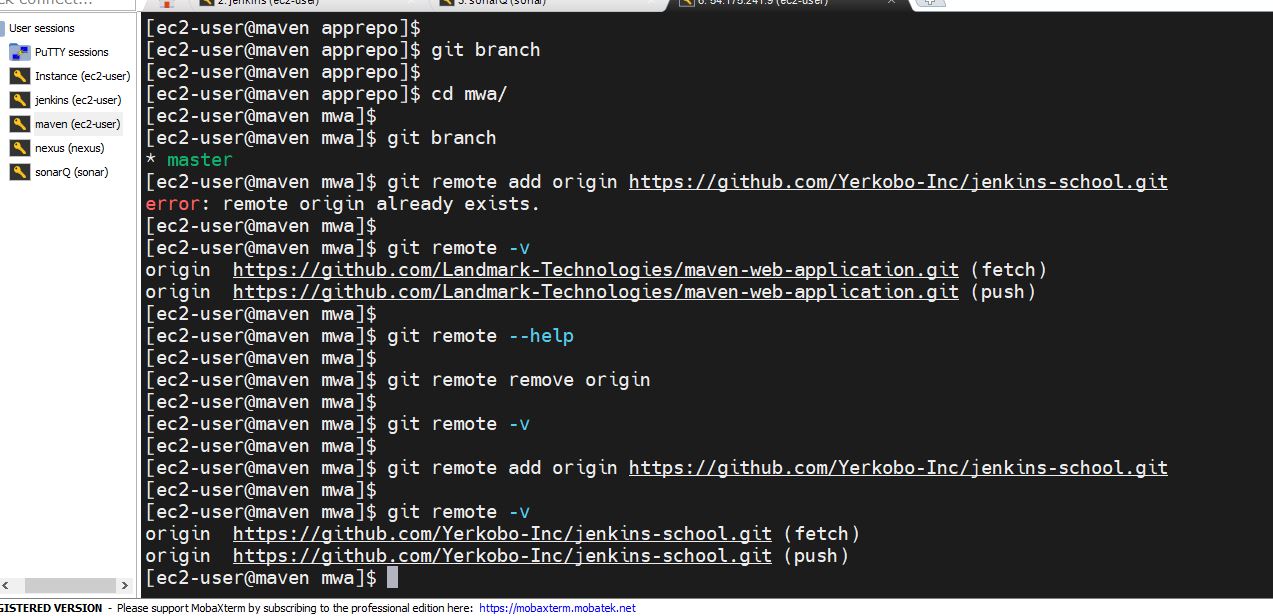 2. jenkins (ec2-user)
5. sonarQ (sonar)
6. 54.175.241.9 (ec2-user)
User sessions
PuTTY sessions
Instance (ec2-user)
jenkins (ec2-user)
maven (ec2-user)
nexus (nexus)
sonarQ (sonar)
[ec2-user@maven apprepo]$
[ec2-user@maven apprepo]$ git branch
[ec2-user@maven apprepo]$
[ec2-user@maven apprepo]$ cd mwa/
[ec2-user@maven mwa]$
[ec2-user@maven mwa]$ git branch
* master
[ec2-user@maven mwa]$ git remote add origin https://github.com/Yerkobo-Inc/jenkins-school.git
error: remote origin already exists.
[ec2-user@maven mwa]$
[ec2-user@maven mwa]$ git remote -v
origin  https://github.com/Landmark-Technologies/maven-web-application.git (fetch)
origin  https://github.com/Landmark-Technologies/maven-web-application.git (push)
[ec2-user@maven mwa]$
[ec2-user@maven mwa]$ git remote --help
[ec2-user@maven mwa]$
[ec2-user@maven mwa]$ git remote remove origin
[ec2-user@maven mwa]$
[ec2-user@maven mwa]$ git remote -v
[ec2-user@maven mwa]$
[ec2-user@maven mwa]$ git remote add origin https://github.com/Yerkobo-Inc/jenkins-school.git
[ec2-user@maven mwa]$
[ec2-user@maven mwa]$ git remote -v
origin  https://github.com/Yerkobo-Inc/jenkins-school.git (fetch)
origin  https://github.com/Yerkobo-Inc/jenkins-school.git (push)
[ec2-user@maven mwa]$
GISTERED VERSION - Please support MobaXterm by subscribing to the professional edition here: https://mobaxterm.mobatek.net